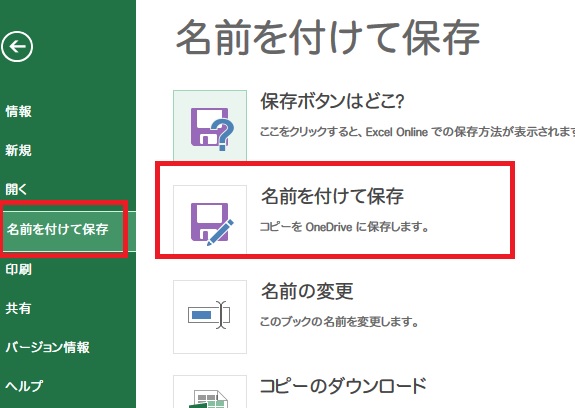 名前を付けて保存
情報
新規
開く
名前を付けて保存
印刷
共有
バージョン情報
ヘルプ
保存ボタンはどこ?
ここをクリックすると、Excel Online での保存方法が表示されます
名前を付けて保存
コピーを OneDrive に保存します。
名前の変更
このブックの名前を変更します。
コピーのダウンロード